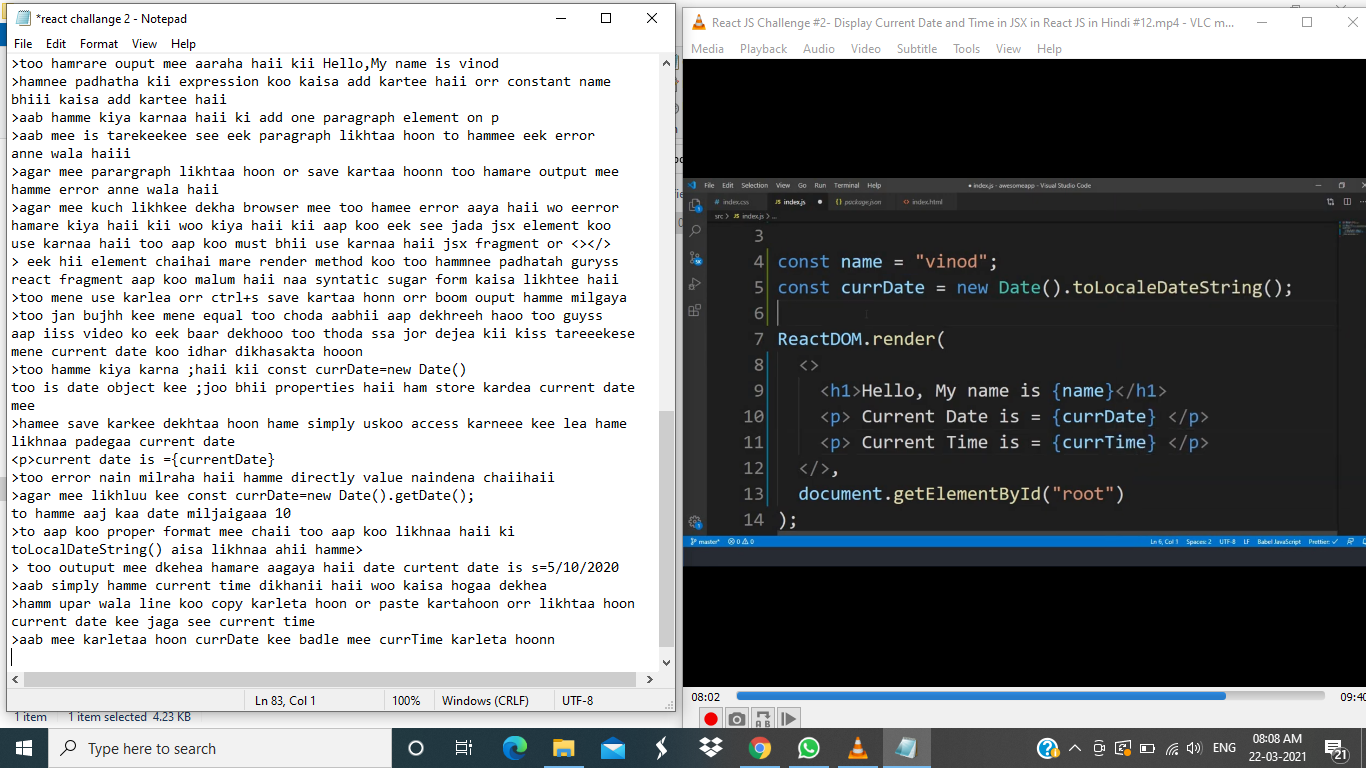 *react challange 2 - Notepad
File Edit Format View Help
>too hamrare ouput mee aaraha haii kii Hello,My name is vinod
>hamnee padhatha kii expression koo kaisa add kartee haii orr constant name
bhiii kaisa add kartee haii
>aab hamme kiya karnaa haii ki add one paragraph element on p
>aab mee is tarekeekee see eek paragraph likhtaa hoon to hammee eek error
anne wala haiii
>agar mee parargraph likhtaa hoon or save kartaa hoonn too hamare output mee
hamme error anne wala haii
>agar mee kuch likhkee dekha browser mee too hamee error aaya haii wo eerror
hamare kiya haii kii woo kiya haii kii aap koo eek see jada jsx element koo
use karnaa haii too aap koo must bhii use karnaa haii jsx fragment or <></>
> eek hii element chaihai mare render method koo too hammnee padhatah guryss
react fragment aap koo malum haii naa syntatic sugar form kaisa likhtee haii
>too mene use karlea orr ctrl+s save kartaa honn orr boom ouput hamme milgaya
>too jan bujhh kee mene equal too choda aabhii aap dekhreeh haoo too guyss
aap iiss video ko eek baar dekhooo too thoda ssa jor dejea kii kiss tareeekese
mene current date koo idhar dikhasakta hooon
>too hamme kiya karna ;haii kii const currDate=new Date()
too is date object kee ;joo bhii properties haii ham store kardea current date
mee
>hamee save karkee dekhtaa hoon hame simply uskoo access karneee kee lea hame
likhnaa padegaa current date
<p>current date is ={currentDate}
>too error nain milraha haii hamme directly value naindena chaiihaii
>agar mee likhluu kee const currDate=new Date().getDate();
to hamme aaj kaa date miljaigaaa 10
>to aap koo proper format mee chaii too aap koo likhnaa haii ki
toLocalDateString() aisa likhnaa ahii hamme>
> too outuput mee dkehea hamare aagaya haii date curtent date is s=5/10/2020
>aab simply hamme current time dikhanii haii woo kaisa hogaa dekhea
>hamm upar wala line koo copy karleta hoon or paste kartahoon orr likhtaa hoon
current date kee jaga see current time
>aab mee karletaa hoon currDate kee badle mee currTime karleta hoonn
Ln 83, Col 1 100% Windows (CRLF) UTF-8
1 item 1 item selected 4.23 KB
React JS Challenge #2- Display Current Date and Time in JSX in React JS in Hindi #12.mp4 - VLC m...
Media Playback Audio Video Subtitle Tools View Help
File Edit Selection View Go Run Terminal Help
● index.js - awesomeapp - Visual Studio Code
# index.css JS index.js ● {} package.json <> index.html
src > JS index.js > ...
3
4 const name = "vinod";
5 const currDate = new Date().toLocaleDateString();
6
7 ReactDOM.render(
8 <>
9 <h1>Hello, My name is {name}</h1>
10 <p> Current Date is = {currDate} </p>
11 <p> Current Time is = {currTime} </p>
12 </>,
13 document.getElementById("root")
14 );
master* 0 0 Ln 6, Col 1 Spaces: 2 UTF-8 LF Babel JavaScript Prettier: ✓
08:02 09:40
Type here to search
ENG
08:08 AM
22-03-2021
21